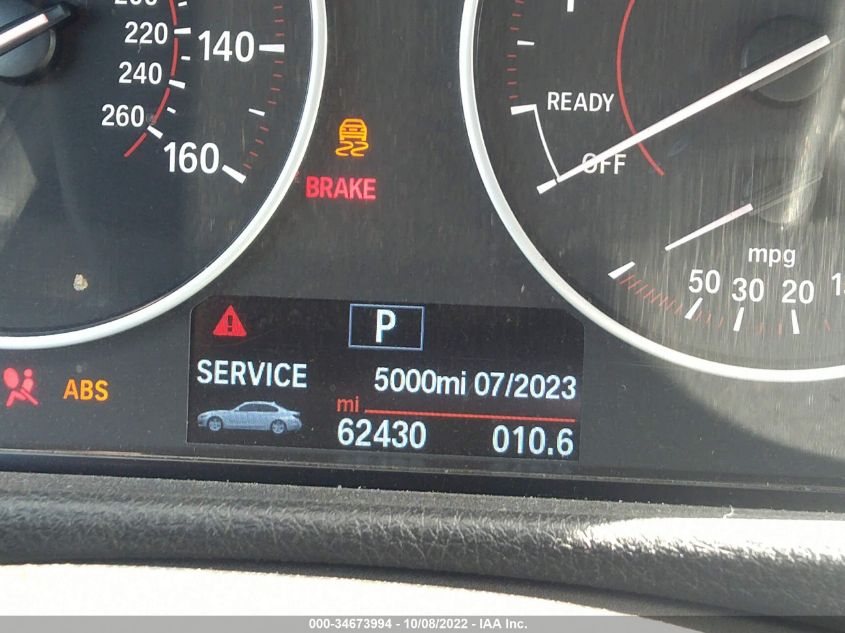 220
240
260
140
160
READY
OFF
BRAKE
mpg
50 30 20
P
SERVICE 5000mi 07/2023
mi
62430 010.6
ABS
000-34673994 - 10/08/2022 - IAA Inc.